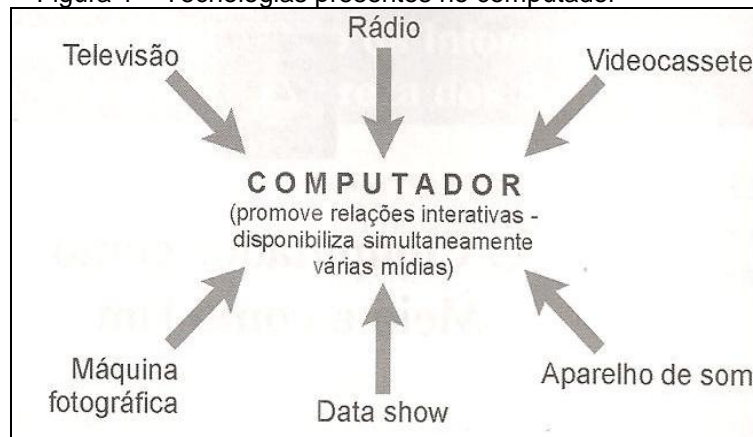 Rádio
Televisão
Videocassete
COMPUTADOR
(promove relações interativas -
disponibiliza simultaneamente
várias mídias)
Máquina
fotográfica
Data show
Aparelho de som